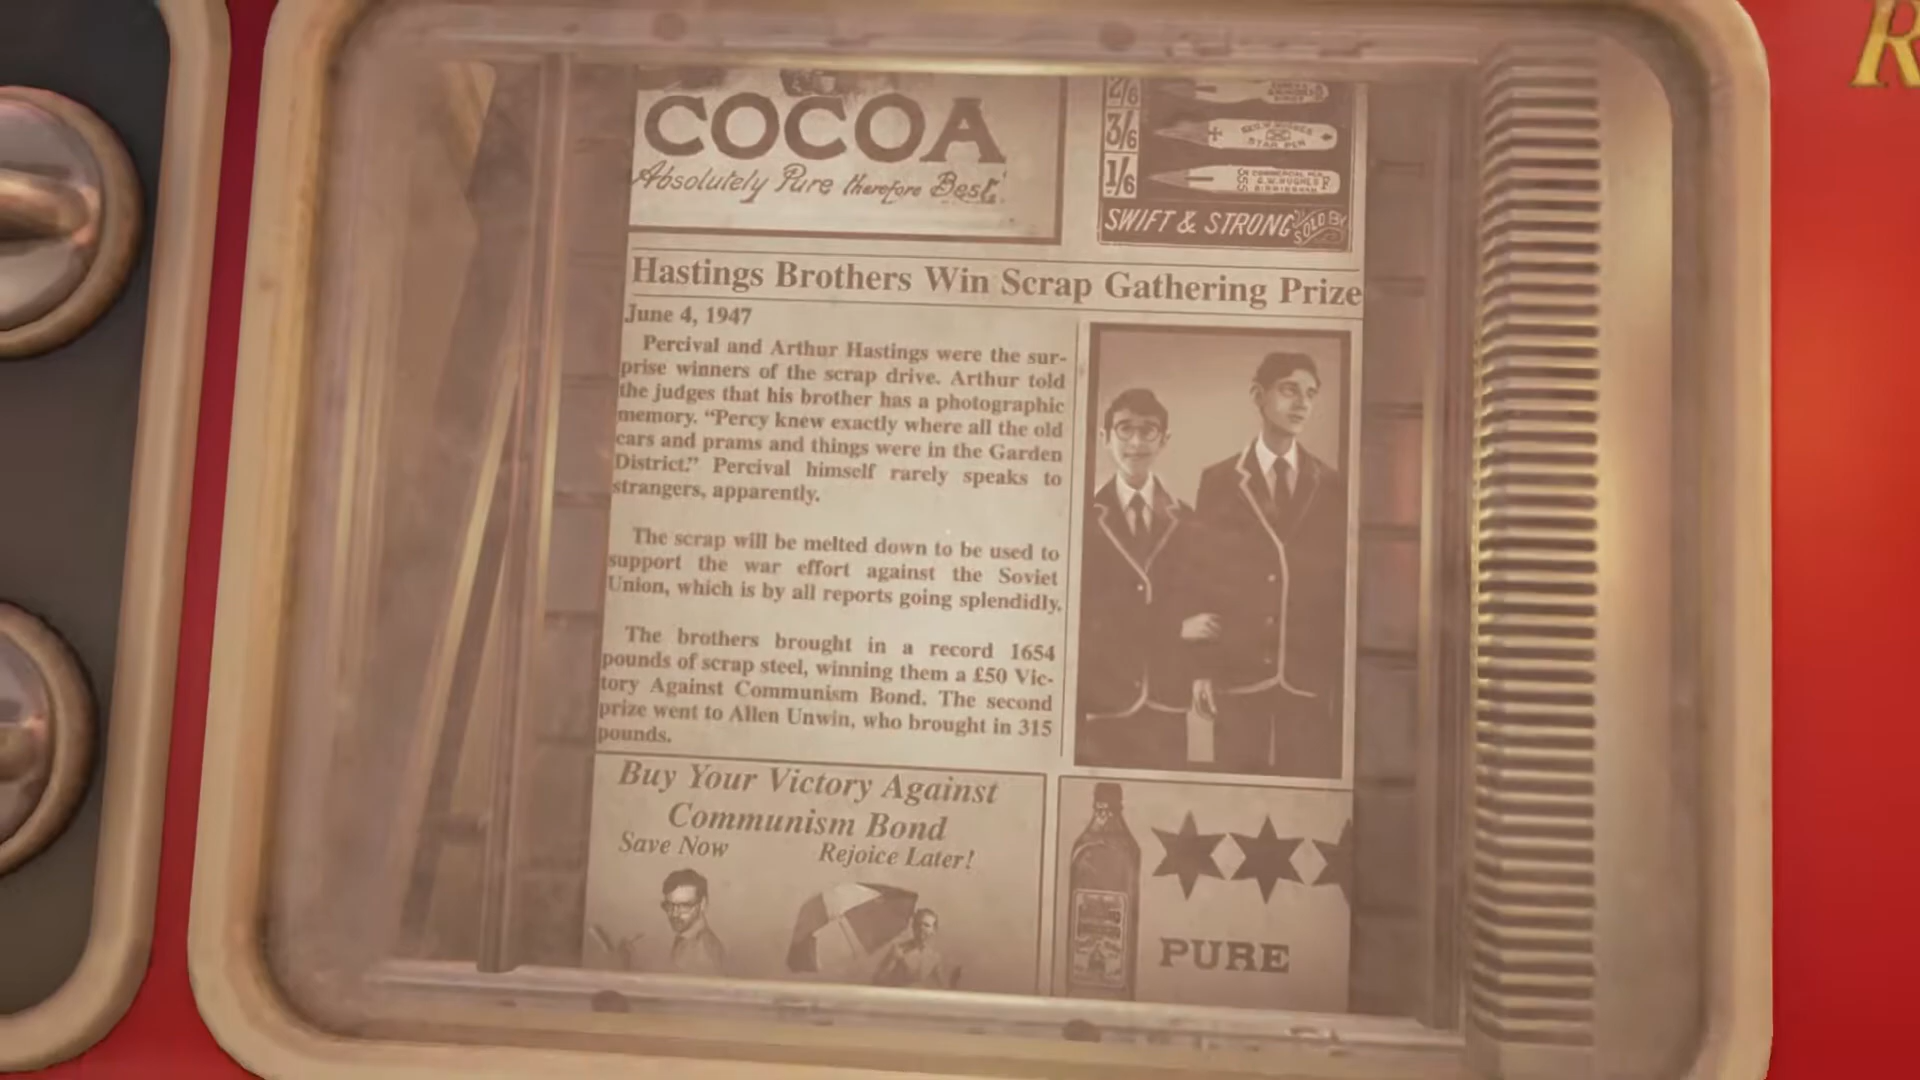 R
COCOA
Absolutely Pure therefore Best.
2/6
3/6
STAR PEN
1/6
SWIFT & STRONG SOLD BY
Hastings Brothers Win Scrap Gathering Prize
June 4, 1947
Percival and Arthur Hastings were the sur-
prise winners of the scrap drive. Arthur told
the judges that his brother has a photographic
memory. “Percy knew exactly where all the old
cars and prams and things were in the Garden
District.” Percival himself rarely speaks to
strangers, apparently.
The scrap will be melted down to be used to
support the war effort against the Soviet
Union, which is by all reports going splendidly.
The brothers brought in a record 1654
pounds of scrap steel, winning them a £50 Vic-
tory Against Communism Bond. The second
prize went to Allen Unwin, who brought in 315
pounds.
Buy Your Victory Against
Communism Bond
Save Now Rejoice Later!
PURE